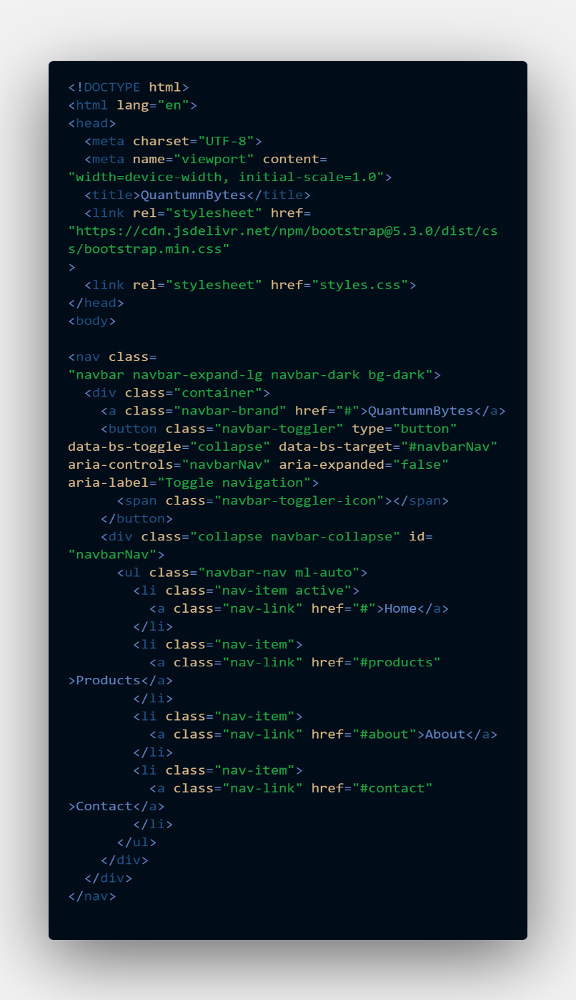 <!DOCTYPE html>
<html lang="en">
<head>
  <meta charset="UTF-8">
  <meta name="viewport" content=
"width=device-width, initial-scale=1.0">
  <title>QuantumnBytes</title>
  <link rel="stylesheet" href=
"https://cdn.jsdelivr.net/npm/bootstrap@5.3.0/dist/cs
s/bootstrap.min.css"
>
  <link rel="stylesheet" href="styles.css">
</head>
<body>

<nav class=
"navbar navbar-expand-lg navbar-dark bg-dark">
  <div class="container">
    <a class="navbar-brand" href="#">QuantumnBytes</a>
    <button class="navbar-toggler" type="button"
data-bs-toggle="collapse" data-bs-target="#navbarNav"
aria-controls="navbarNav" aria-expanded="false"
aria-label="Toggle navigation">
      <span class="navbar-toggler-icon"></span>
    </button>
    <div class="collapse navbar-collapse" id=
"navbarNav">
      <ul class="navbar-nav ml-auto">
        <li class="nav-item active">
          <a class="nav-link" href="#">Home</a>
        </li>
        <li class="nav-item">
          <a class="nav-link" href="#products"
>Products</a>
        </li>
        <li class="nav-item">
          <a class="nav-link" href="#about">About</a>
        </li>
        <li class="nav-item">
          <a class="nav-link" href="#contact"
>Contact</a>
        </li>
      </ul>
    </div>
  </div>
</nav>